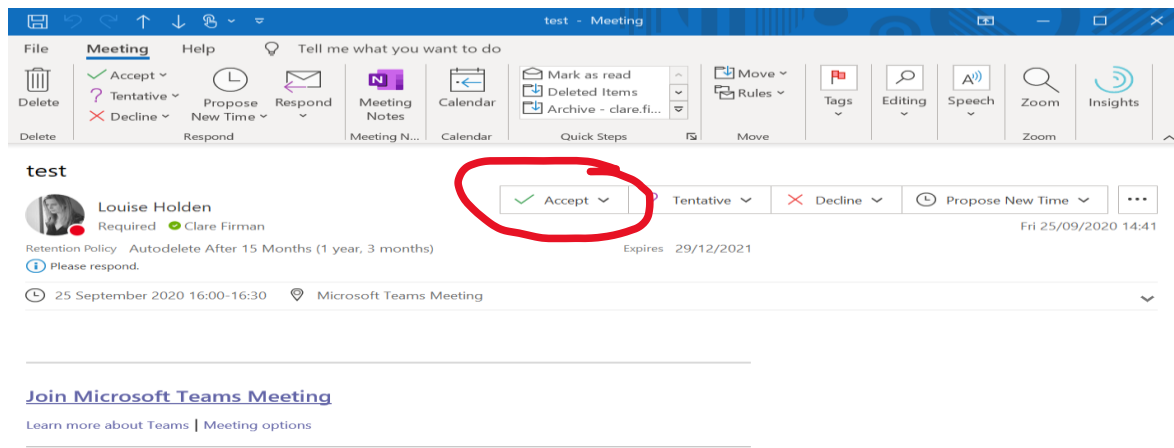 test - Meeting
File Meeting Help Tell me what you want to do
Delete
Accept
Tentative
Decline
Propose New Time
Respond
Meeting Notes
Calendar
Mark as read
Deleted Items
Archive - clare.fi...
Move
Rules
Tags
Editing
Speech
Zoom
Insights
Delete Respond Meeting N... Calendar Quick Steps Move Zoom
test
Louise Holden
Required Clare Firman
Accept Tentative Decline Propose New Time ...
Fri 25/09/2020 14:41
Retention Policy Autodelete After 15 Months (1 year, 3 months) Expires 29/12/2021
Please respond.
25 September 2020 16:00-16:30 Microsoft Teams Meeting
Join Microsoft Teams Meeting
Learn more about Teams | Meeting options